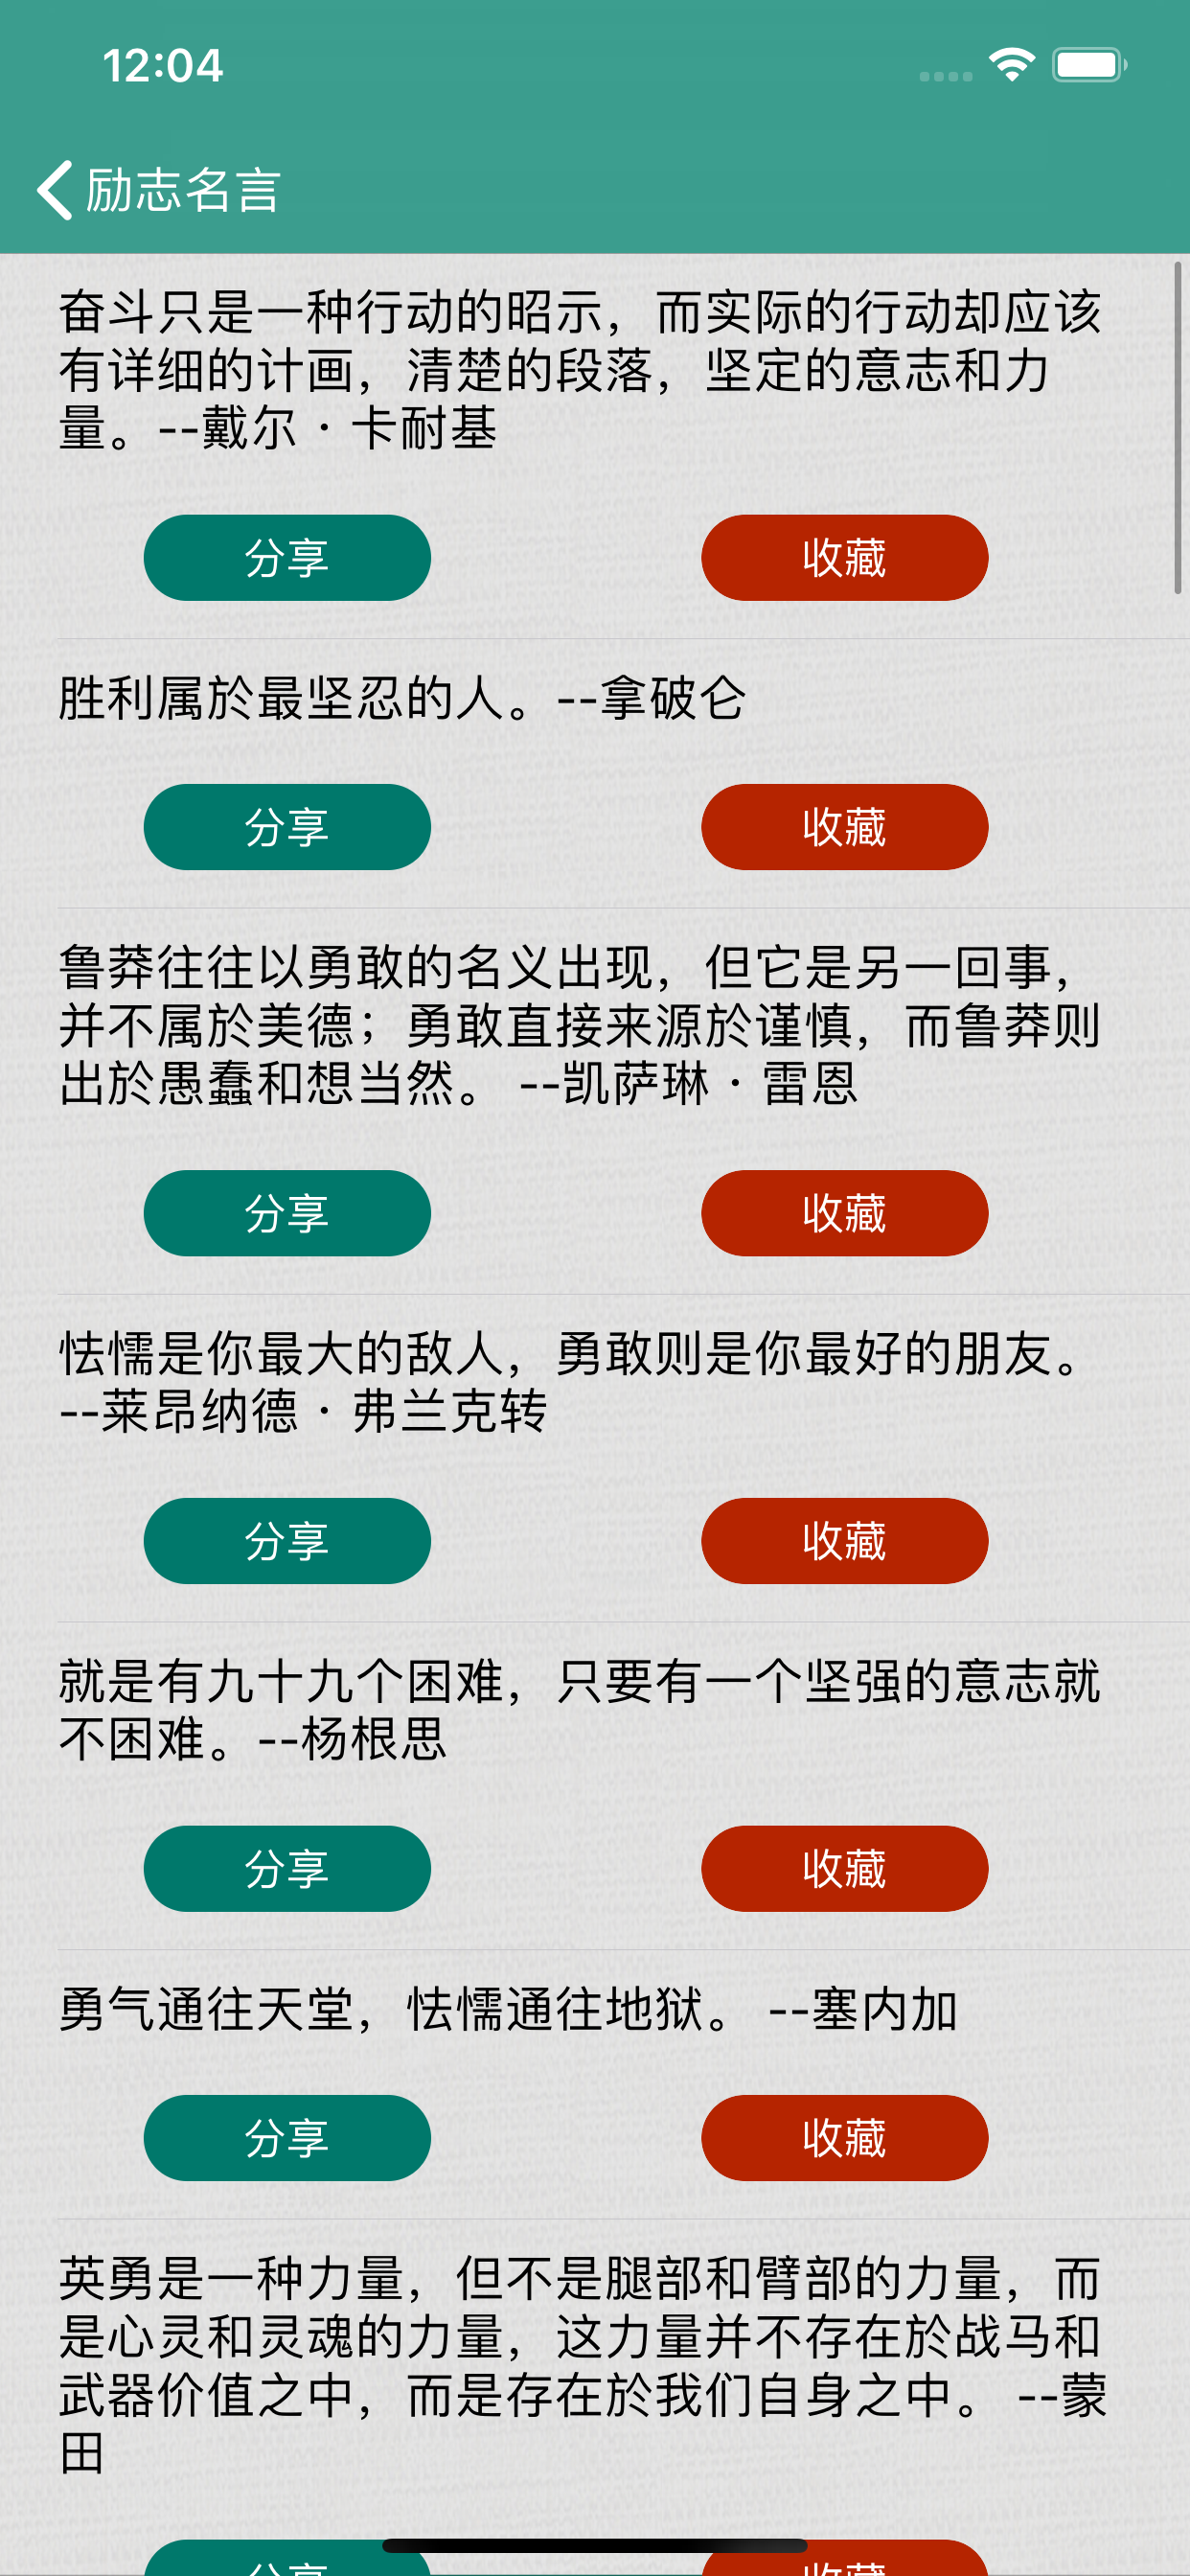 12:04
励志名言
奋斗只是一种行动的昭示，而实际的行动却应该
有详细的计画，清楚的段落，坚定的意志和力
量。--戴尔·卡耐基
分享 收藏
胜利属於最坚忍的人。--拿破仑
分享 收藏
鲁莽往往以勇敢的名义出现，但它是另一回事，
并不属於美德；勇敢直接来源於谨慎，而鲁莽则
出於愚蠢和想当然。 --凯萨琳·雷恩
分享 收藏
怯懦是你最大的敌人，勇敢则是你最好的朋友。
--莱昂纳德·弗兰克转
分享 收藏
就是有九十九个困难，只要有一个坚强的意志就
不困难。--杨根思
分享 收藏
勇气通往天堂，怯懦通往地狱。 --塞内加
分享 收藏
英勇是一种力量，但不是腿部和臂部的力量，而
是心灵和灵魂的力量，这力量并不存在於战马和
武器价值之中，而是存在於我们自身之中。 --蒙
田
分享 收藏